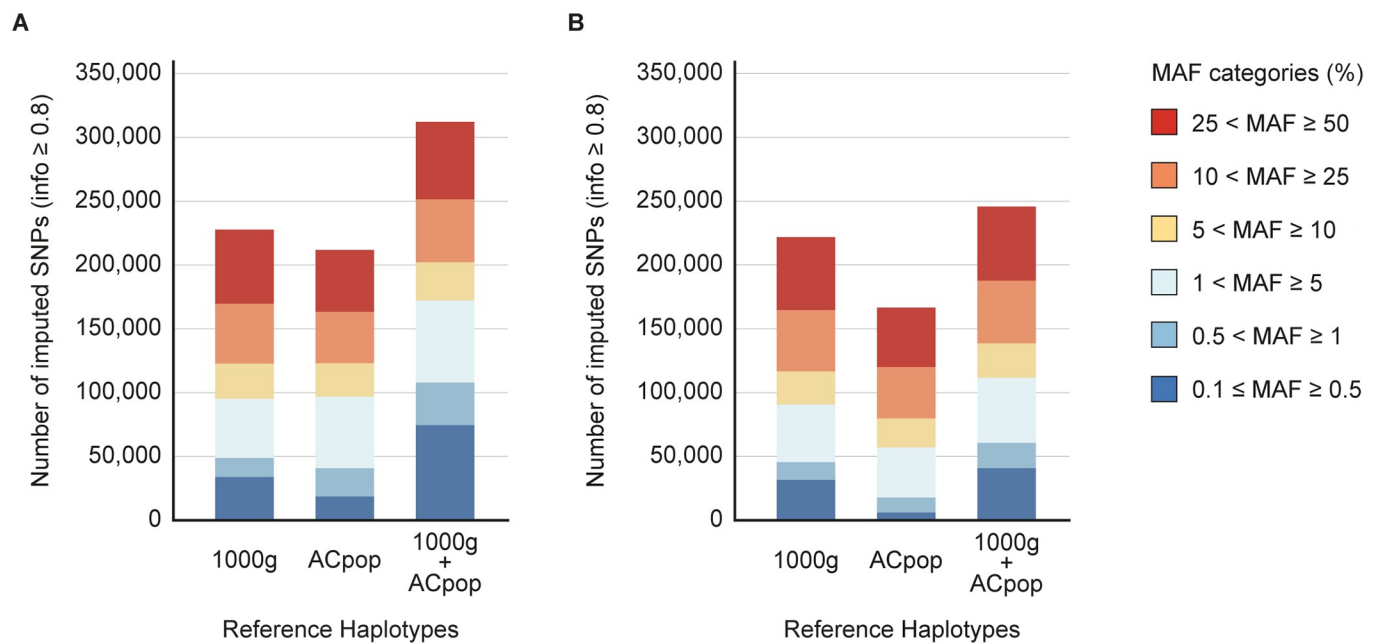 A
Number of imputed SNPs (info ≥ 0.8)
350,000
300,000
250,000
200,000
150,000
100,000
50,000
0
1000g
ACpop
1000g
+
ACpop
Reference Haplotypes
B
Number of imputed SNPs (info ≥ 0.8)
350,000
300,000
250,000
200,000
150,000
100,000
50,000
0
1000g
ACpop
1000g
+
ACpop
Reference Haplotypes
MAF categories (%)
25 < MAF ≥ 50
10 < MAF ≥ 25
5 < MAF ≥ 10
1 < MAF ≥ 5
0.5 < MAF ≥ 1
0.1 ≤ MAF ≥ 0.5